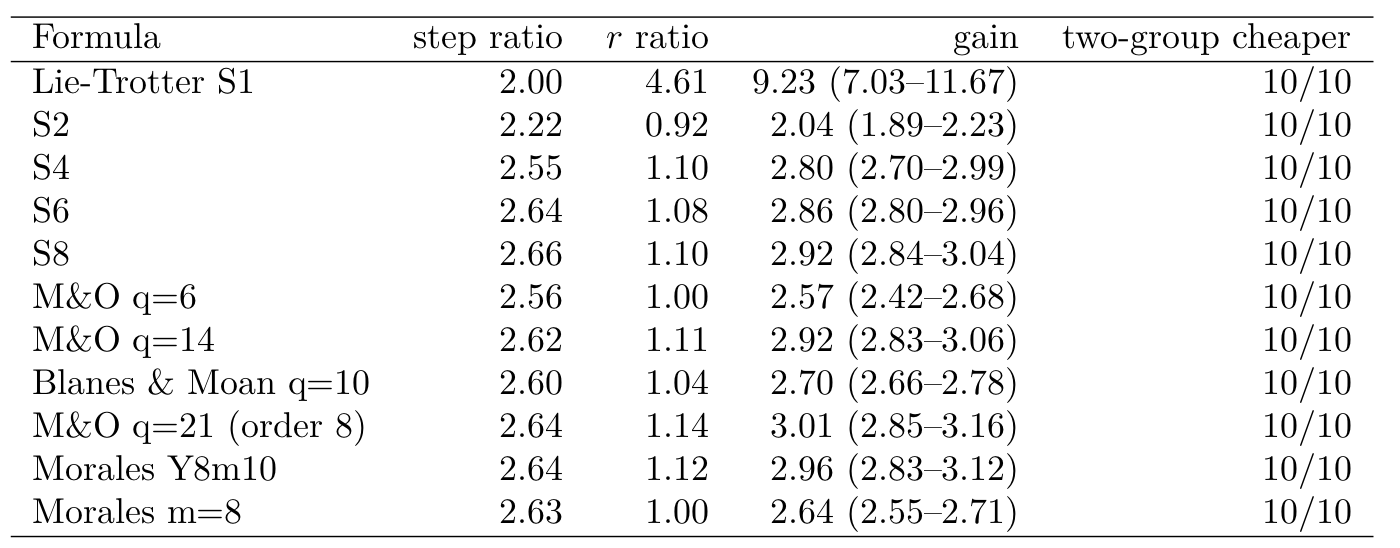 Formula step ratio r ratio gain two-group cheaper
Lie-Trotter S1 2.00 4.61 9.23 (7.03–11.67) 10/10
S2 2.22 0.92 2.04 (1.89–2.23) 10/10
S4 2.55 1.10 2.80 (2.70–2.99) 10/10
S6 2.64 1.08 2.86 (2.80–2.96) 10/10
S8 2.66 1.10 2.92 (2.84–3.04) 10/10
M&O q=6 2.56 1.00 2.57 (2.42–2.68) 10/10
M&O q=14 2.62 1.11 2.92 (2.83–3.06) 10/10
Blanes & Moan q=10 2.60 1.04 2.70 (2.66–2.78) 10/10
M&O q=21 (order 8) 2.64 1.14 3.01 (2.85–3.16) 10/10
Morales Y8m10 2.64 1.12 2.96 (2.83–3.12) 10/10
Morales m=8 2.63 1.00 2.64 (2.55–2.71) 10/10